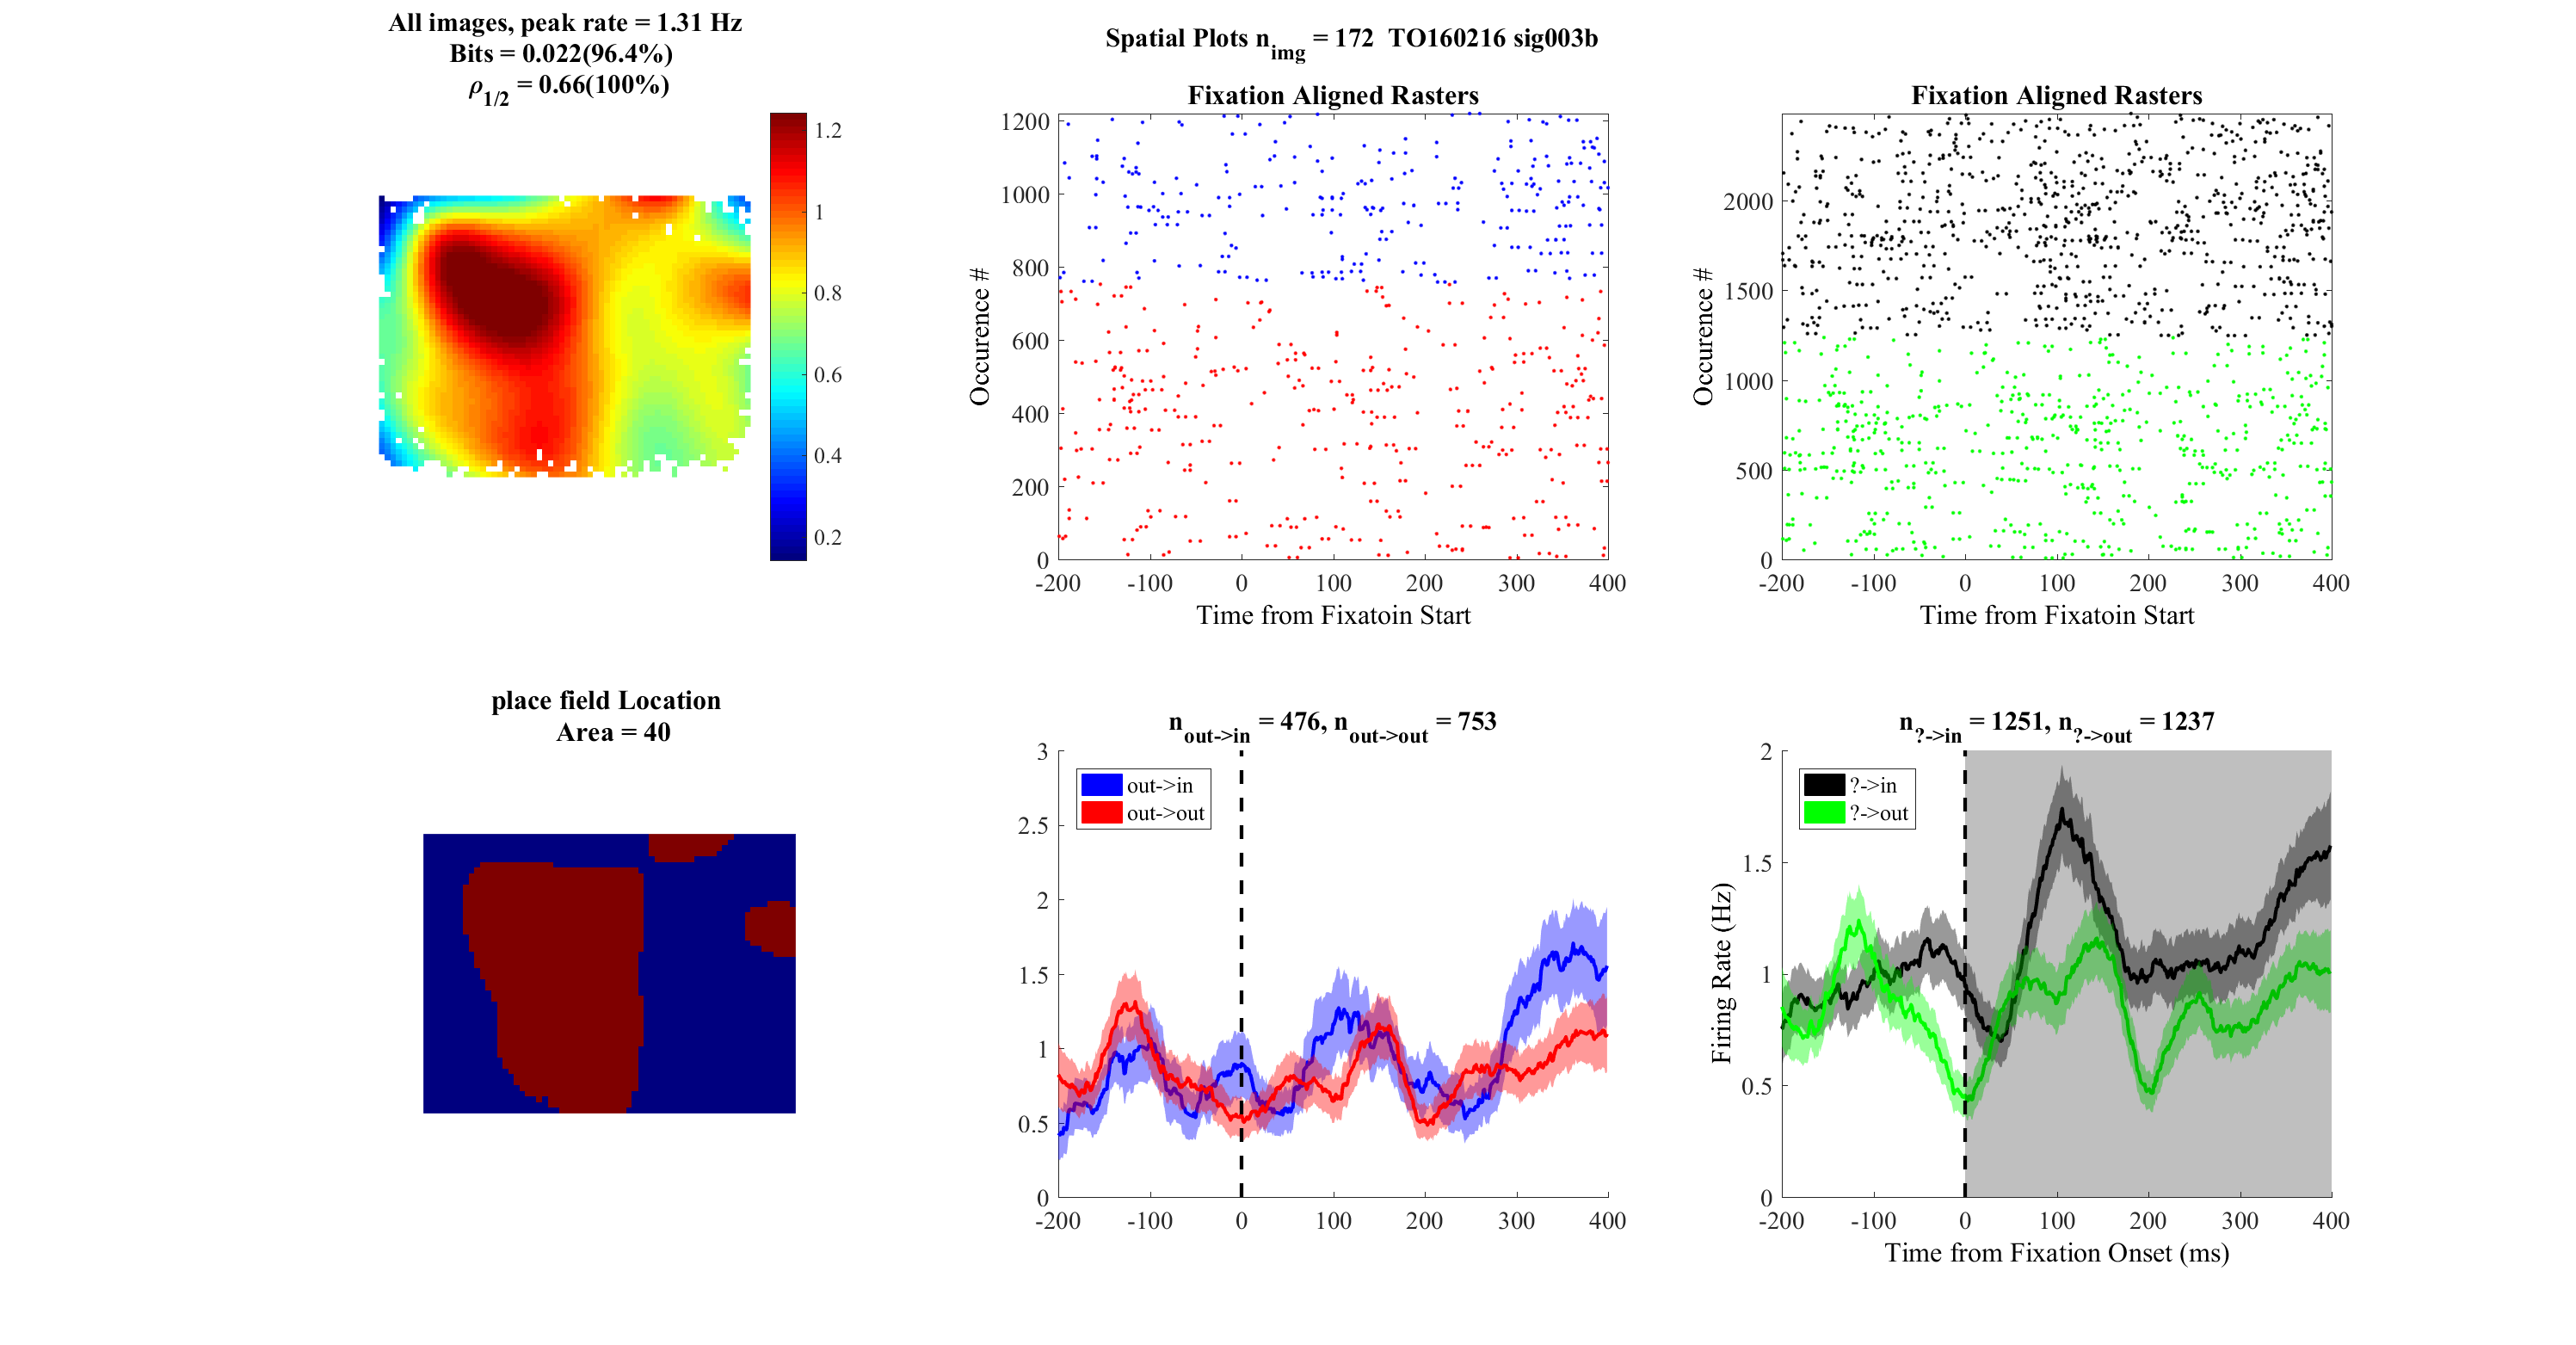 All images, peak rate = 1.31 Hz
Bits = 0.022(96.4%)
ρ1/2 = 0.66(100%)
1.2
1
0.8
0.6
0.4
0.2
Spatial Plots nimg = 172 TO160216 sig003b
Fixation Aligned Rasters
1200
1000
800
600
400
200
0
Occurence #
-200 -100 0 100 200 300 400
Time from Fixatoin Start
Fixation Aligned Rasters
2000
1500
1000
500
0
Occurence #
-200 -100 0 100 200 300 400
Time from Fixatoin Start
place field Location
Area = 40
nout->in = 476, nout->out = 753
3
2.5
2
1.5
1
0.5
0
out->in
out->out
-200 -100 0 100 200 300 400
n?->in = 1251, n?->out = 1237
2
1.5
1
0.5
0
Firing Rate (Hz)
?->in
?->out
-200 -100 0 100 200 300 400
Time from Fixation Onset (ms)